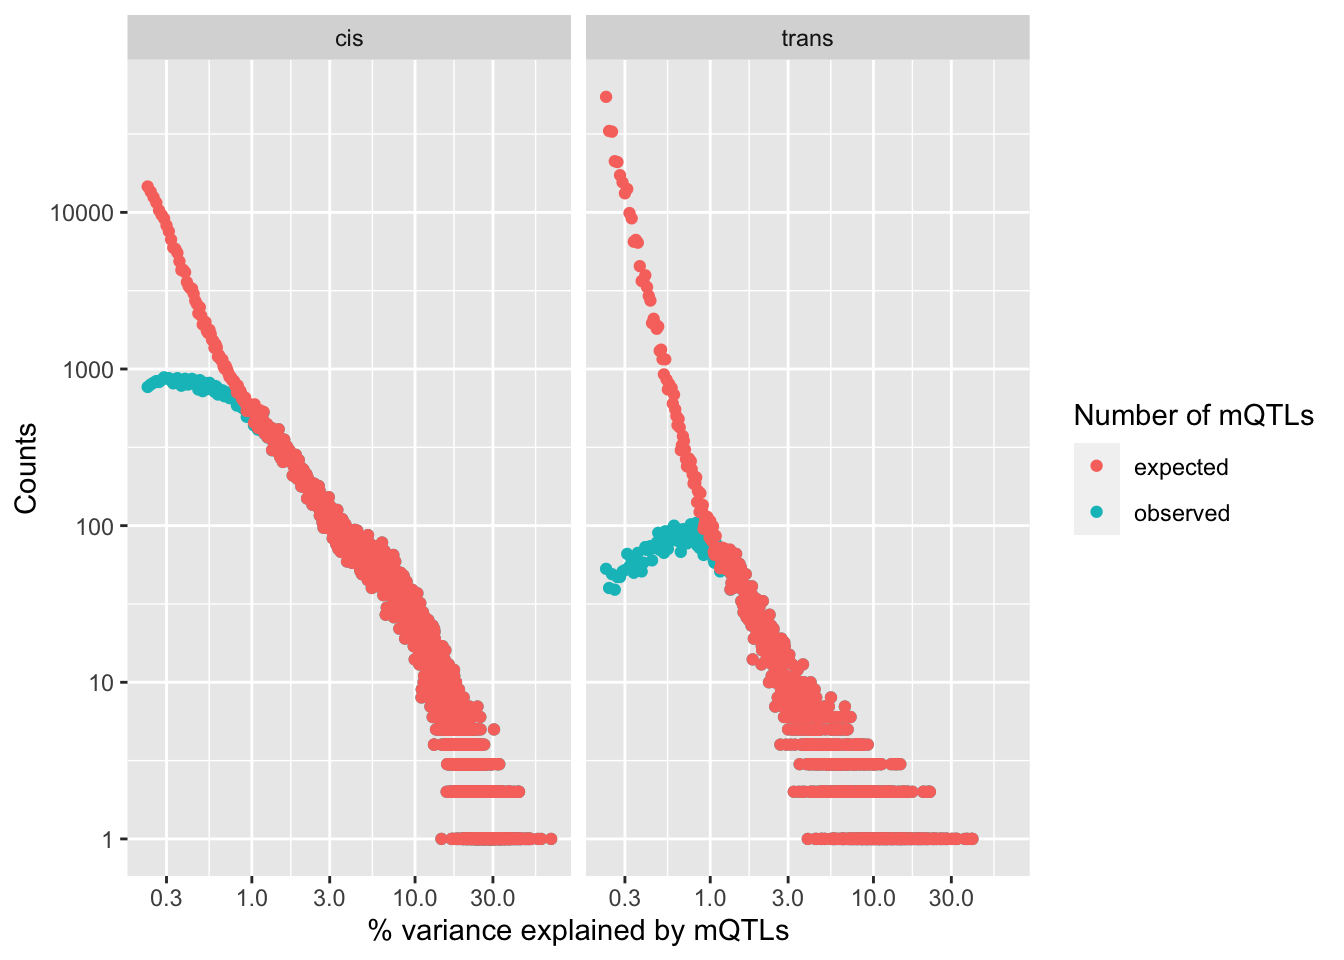 cis
trans
Counts
10000
1000
100
10
1
0.3
1.0
3.0
10.0
30.0
0.3
1.0
3.0
10.0
30.0
% variance explained by mQTLs
Number of mQTLs
expected
observed